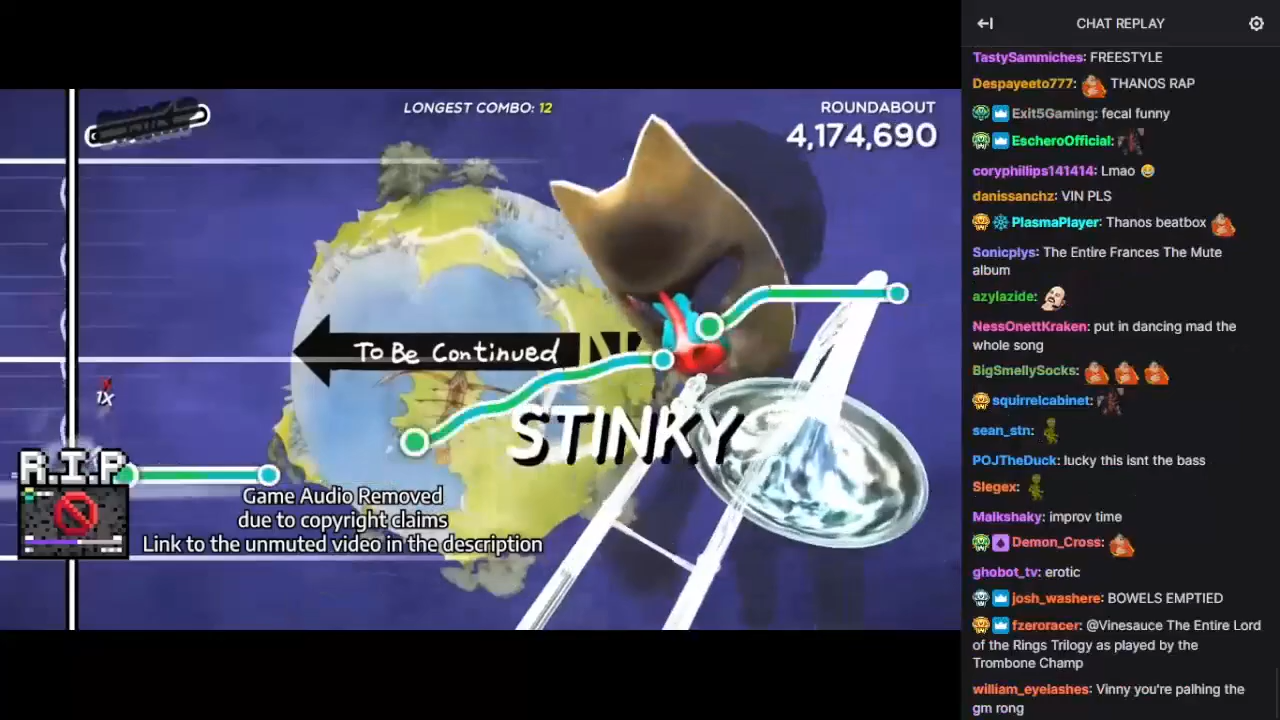 LONGEST COMBO: 12
ROUNDABOUT
4,174,690
To Be Continued
STINKY
1X
R.I.P
Game Audio Removed
due to copyright claims
Link to the unmuted video in the description
CHAT REPLAY
TastySammiches: FREESTYLE
Despayeeto777: THANOS RAP
Exit5Gaming: fecal funny
EscheroOfficial:
coryphillips141414: Lmao 😂
danissanchz: VIN PLS
PlasmaPlayer: Thanos beatbox
Sonicplys: The Entire Frances The Mute
album
azylazide:
NessOnettKraken: put in dancing mad the
whole song
BigSmellySocks:
squirrelcabinet:
sean_stn:
POJTheDuck: lucky this isnt the bass
Slegex:
Malkshaky: improv time
Demon_Cross:
ghobot_tv: erotic
josh_washere: BOWELS EMPTIED
fzeroracer: @Vinesauce The Entire Lord
of the Rings Trilogy as played by the
Trombone Champ
william_eyelashes: Vinny you're palhing the
gm rong